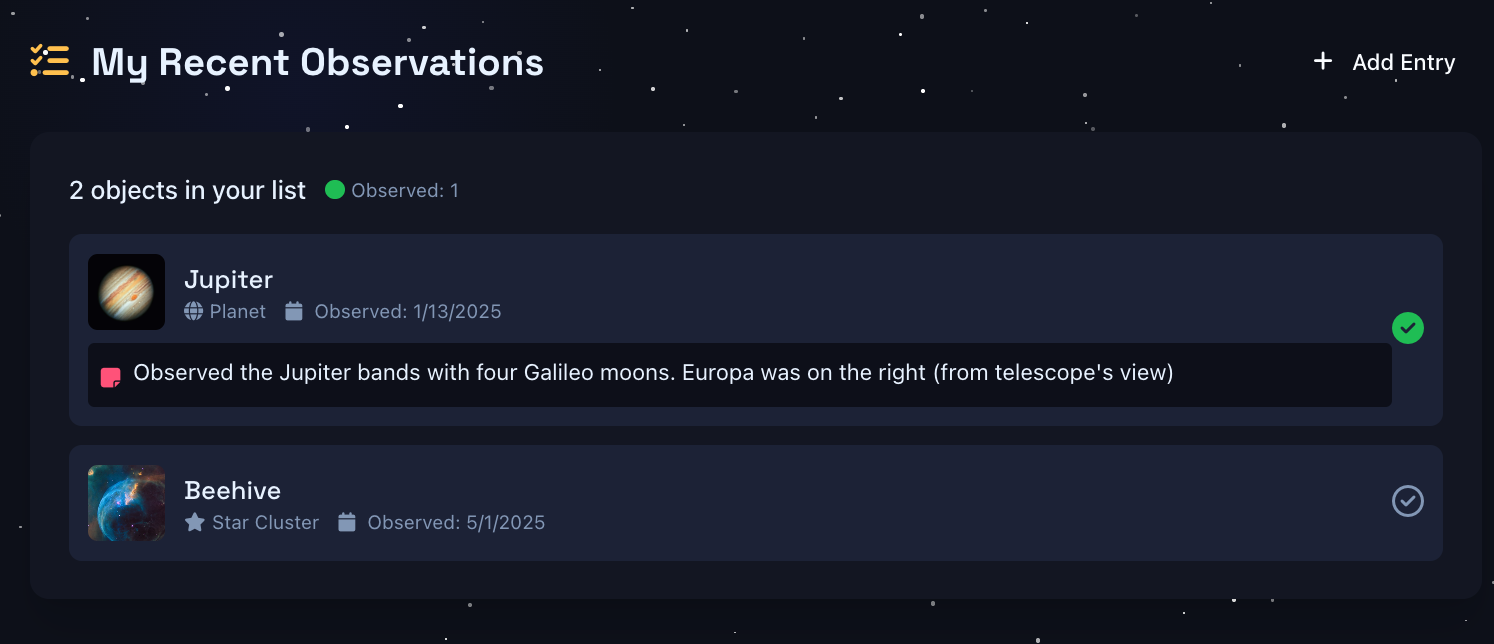 My Recent Observations
+ Add Entry
2 objects in your list Observed: 1
Jupiter
Planet Observed: 1/13/2025
Observed the Jupiter bands with four Galileo moons. Europa was on the right (from telescope's view)
Beehive
Star Cluster Observed: 5/1/2025